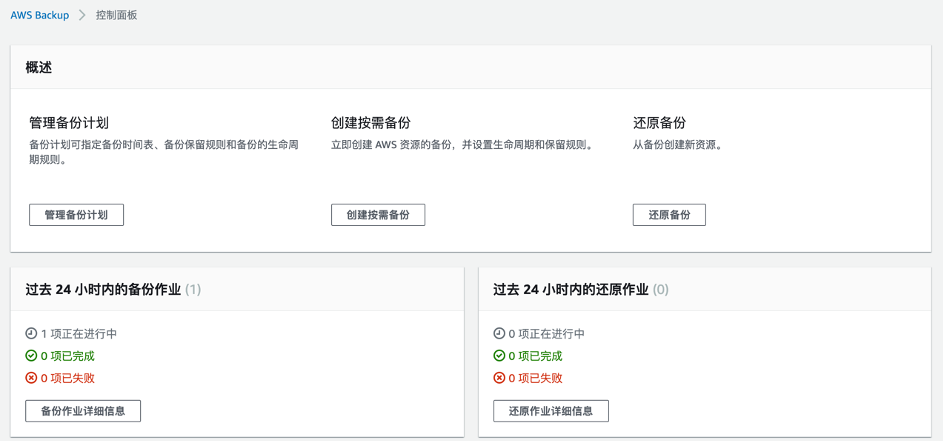 AWS Backup > 控制面板
概述
管理备份计划
备份计划可指定备份时间表、备份保留规则和备份的生命周
期规则。
管理备份计划
创建按需备份
立即创建 AWS 资源的备份，并设置生命周期和保留规则。
创建按需备份
还原备份
从备份创建新资源。
还原备份
过去 24 小时内的备份作业 (1)
1 项正在进行中
0 项已完成
0 项已失败
备份作业详细信息
过去 24 小时内的还原作业 (0)
0 项正在进行中
0 项已完成
0 项已失败
还原作业详细信息